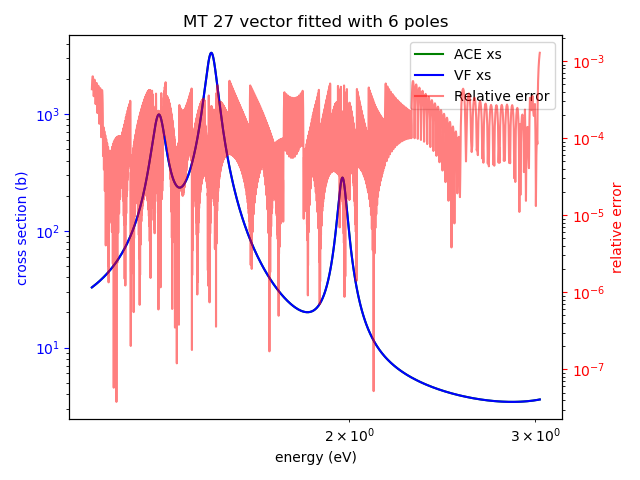 MT 27 vector fitted with 6 poles
ACE xs
VF xs
Relative error
10³
10²
10¹
cross section (b)
10⁻³
10⁻⁴
10⁻⁵
10⁻⁶
10⁻⁷
relative error
2 × 10⁰
3 × 10⁰
energy (eV)